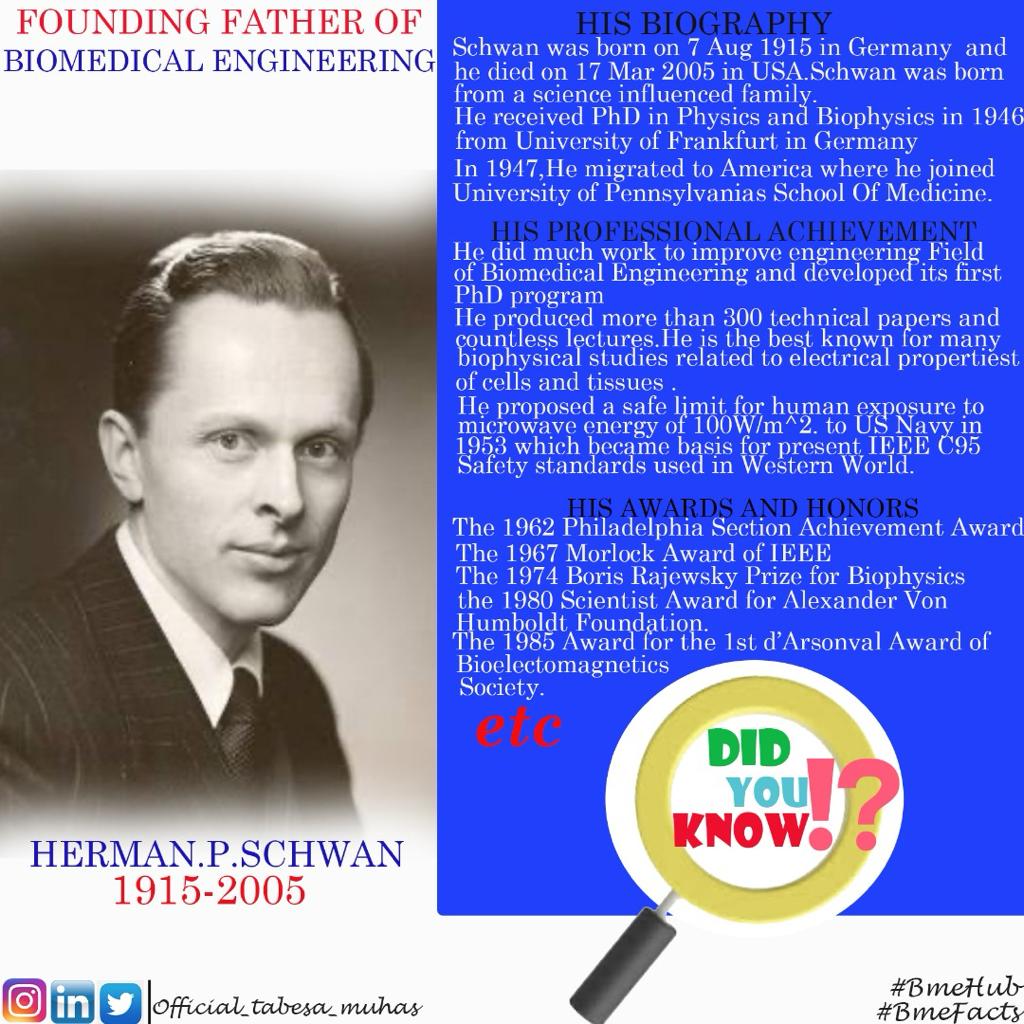 FOUNDING FATHER OF
BIOMEDICAL ENGINEERING
HERMAN.P.SCHWAN
1915-2005
HIS BIOGRAPHY
Schwan was born on 7 Aug 1915 in Germany and
he died on 17 Mar 2005 in USA.Schwan was born
from a science influenced family.
He received PhD in Physics and Biophysics in 1946
from University of Frankfurt in Germany
In 1947,He migrated to America where he joined
University of Pennsylvanias School Of Medicine.
HIS PROFESSIONAL ACHIEVEMENT
He did much work to improve engineering Field
of Biomedical Engineering and developed its first
PhD program
He produced more than 300 technical papers and
countless lectures.He is the best known for many
biophysical studies related to electrical propertiest
of cells and tissues .
He proposed a safe limit for human exposure to
microwave energy of 100W/m^2. to US Navy in
1953 which became basis for present IEEE C95
Safety standards used in Western World.
HIS AWARDS AND HONORS
The 1962 Philadelphia Section Achievement Award
The 1967 Morlock Award of IEEE
The 1974 Boris Rajewsky Prize for Biophysics
the 1980 Scientist Award for Alexander Von
Humboldt Foundation.
The 1985 Award for the 1st d'Arsonval Award of
Bioelectomagnetics
Society.
etc
DID
YOU
KNOW!?
in
Official_tabesa_muhas
#BmeHub
#BmeFacts